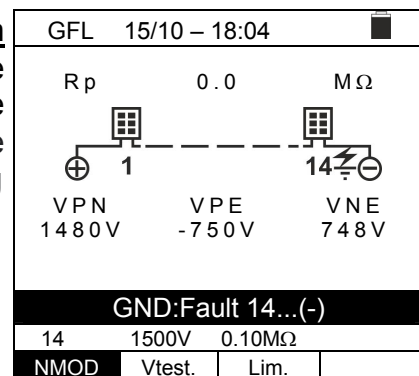 GFL 15/10 – 18:04
Rp 0.0 MΩ
1 14
VPN VPE VNE
1480V -750V 748V
GND:Fault 14...(-)
14 1500V 0.10MΩ
NMOD Vtest. Lim.